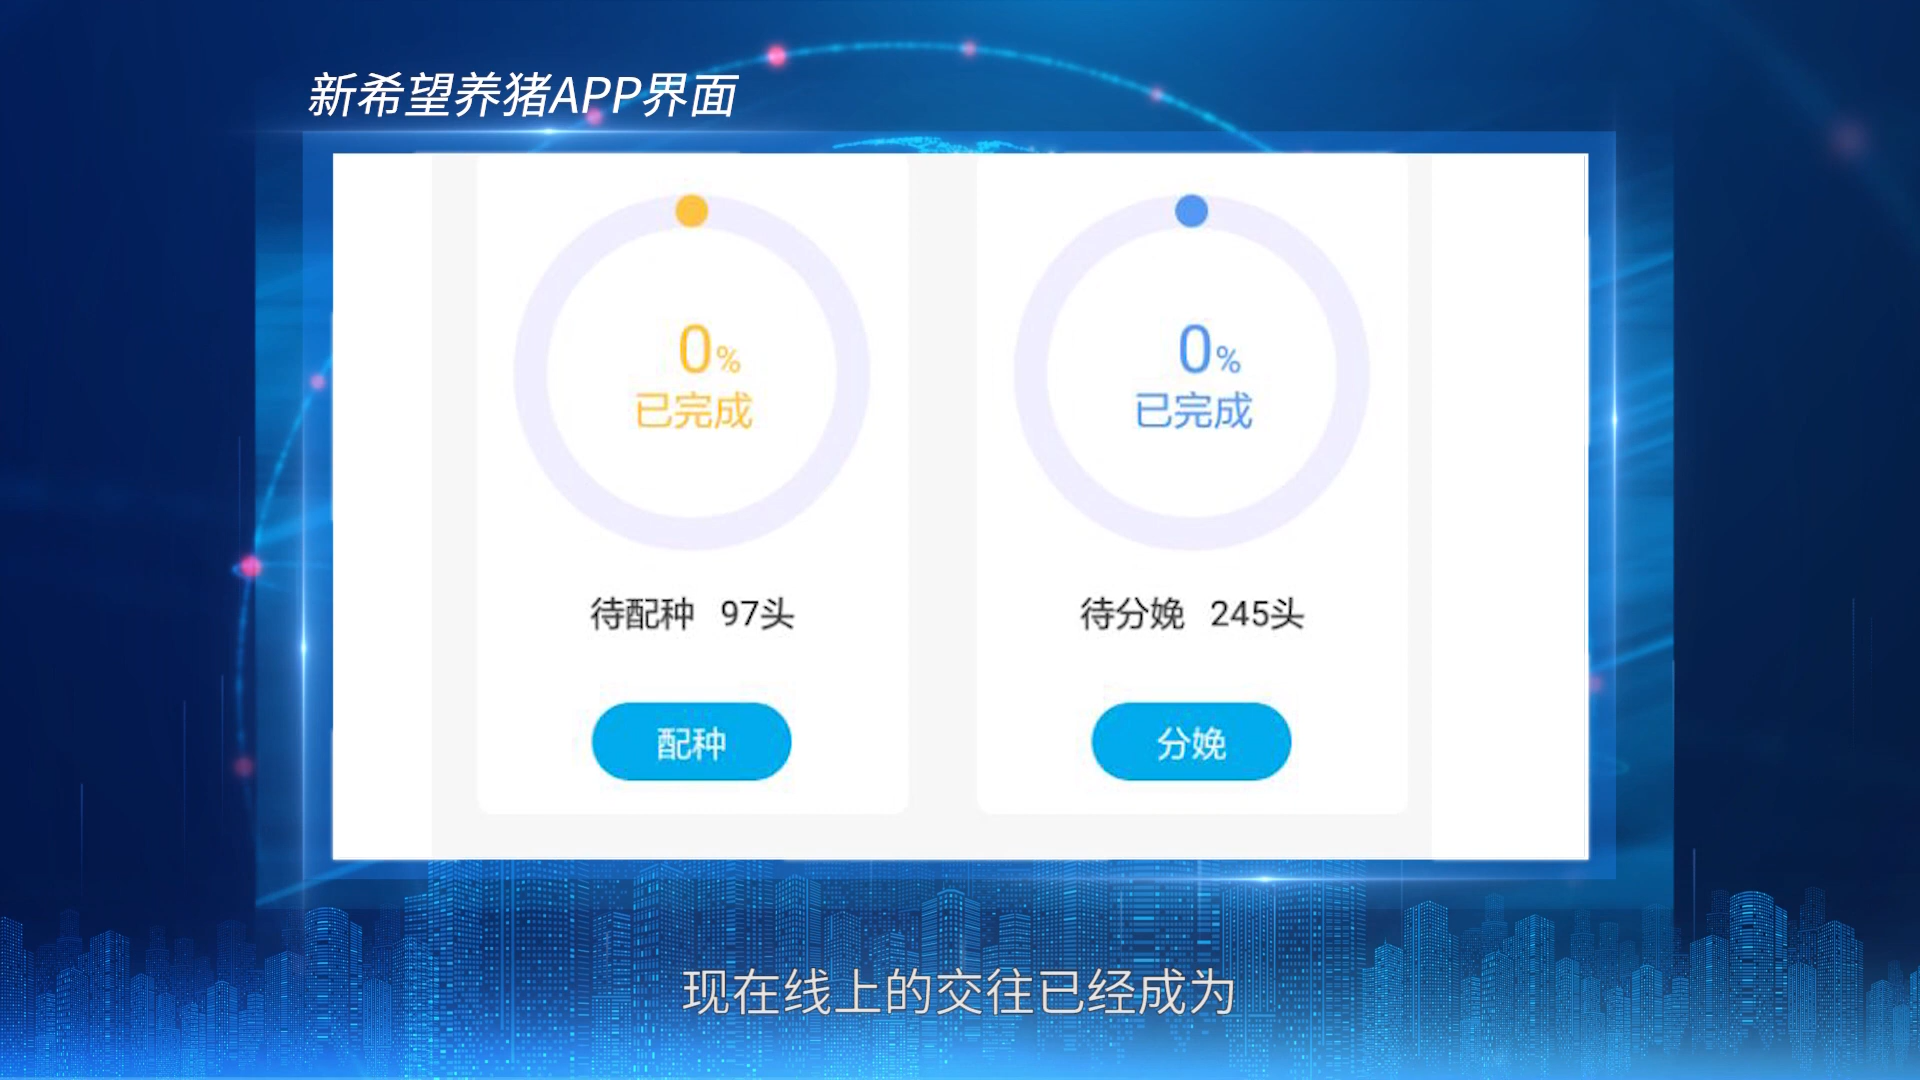 新希望养猪APP界面
0%
已完成
0%
已完成
待配种 97头
待分娩 245头
配种
分娩
现在线上的交往已经成为